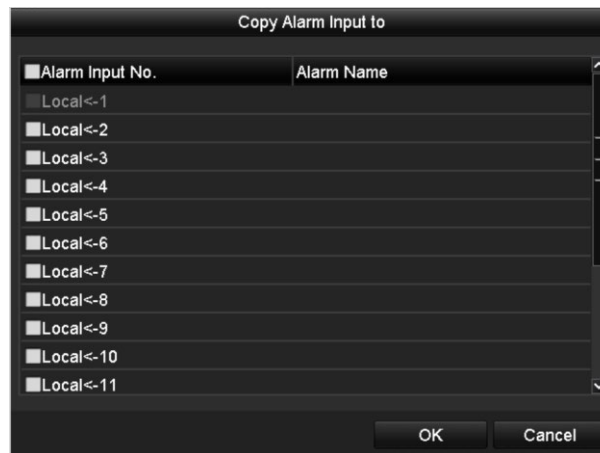 Copy Alarm Input to
Alarm Input No. Alarm Name
Local<-1
Local<-2
Local<-3
Local<-4
Local<-5
Local<-6
Local<-7
Local<-8
Local<-9
Local<-10
Local<-11
OK Cancel